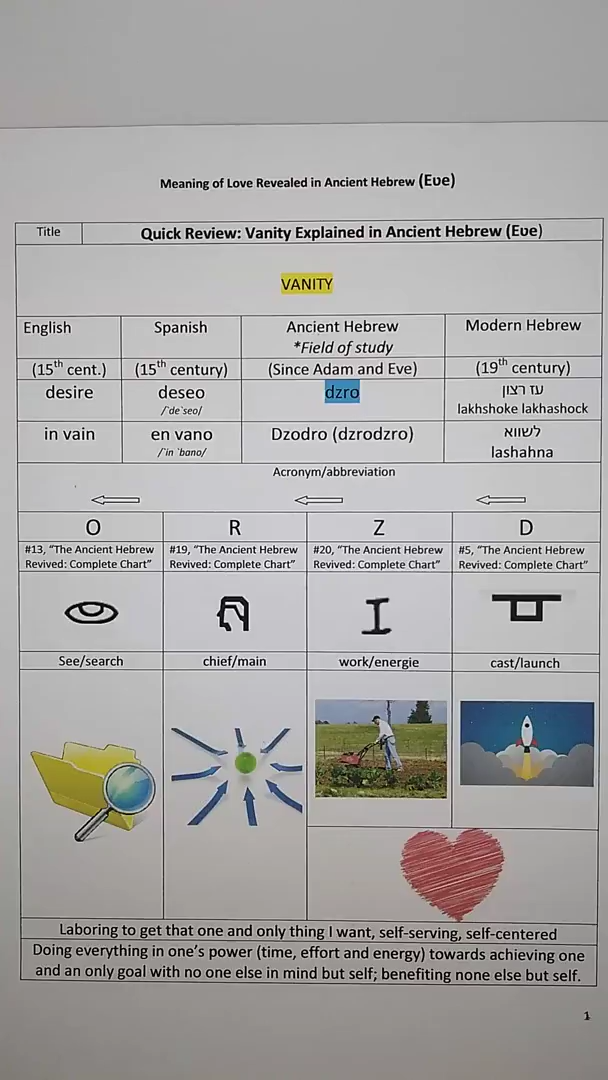 Meaning of Love Revealed in Ancient Hebrew (Eʋe)
Title
Quick Review: Vanity Explained in Ancient Hebrew (Eʋe)
VANITY
English
Spanish
Ancient Hebrew
*Field of study
Modern Hebrew
(15th cent.)
(15th century)
(Since Adam and Eve)
(19th century)
desire
deseo
/ˈdeˈseo/
dzro
עז רצון
lakhshoke lakhashock
in vain
en vano
/ˈin ˈbano/
Dzodro (dzrodzro)
לשווא
lashahna
Acronym/abbreviation
O
R
Z
D
#13, “The Ancient Hebrew
Revived: Complete Chart”
#19, “The Ancient Hebrew
Revived: Complete Chart”
#20, “The Ancient Hebrew
Revived: Complete Chart”
#5, “The Ancient Hebrew
Revived: Complete Chart”
See/search
chief/main
work/energie
cast/launch
Laboring to get that one and only thing I want, self-serving, self-centered
Doing everything in one’s power (time, effort and energy) towards achieving one
and an only goal with no one else in mind but self; benefiting none else but self.
1